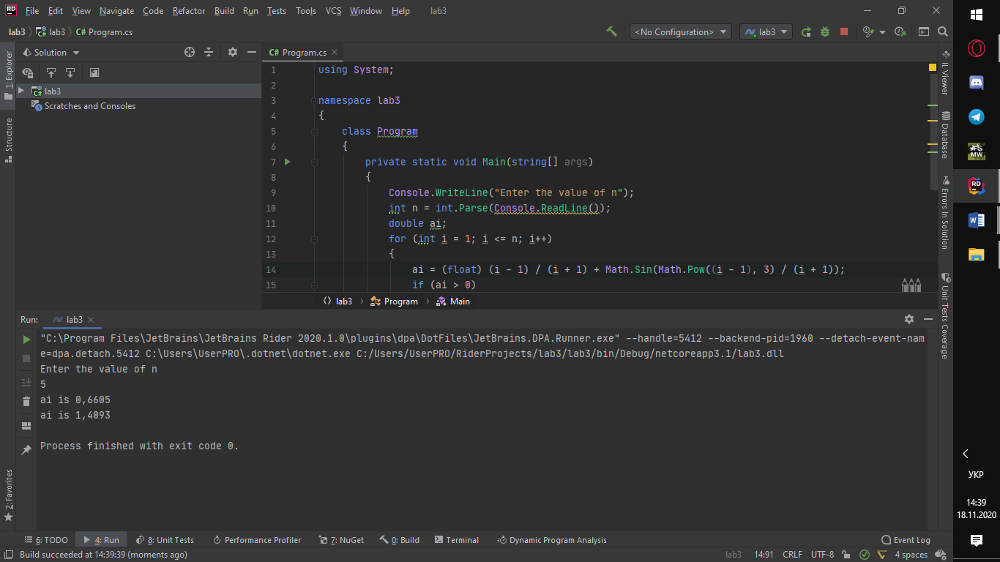 File Edit View Navigate Code Refactor Build Run Tests Tools VCS Window Help lab3
lab3 lab3 C# Program.cs
<No Configuration> lab3
Solution
C# Program.cs
1: Explorer
Structure
2: Favorites
lab3
Scratches and Consoles
1 using System;
2
3 namespace lab3
4 {
5 class Program
6 {
7 private static void Main(string[] args)
8 {
9 Console.WriteLine("Enter the value of n");
10 int n = int.Parse(Console.ReadLine());
11 double ai;
12 for (int i = 1; i <= n; i++)
13 {
14 ai = (float) (i - 1) / (i + 1) + Math.Sin(Math.Pow((i - 1), 3) / (i + 1));
15 if (ai > 0)
lab3 Program Main
IL Viewer
Database
Errors In Solution
Unit Tests Coverage
Run: lab3
"C:\Program Files\JetBrains\JetBrains Rider 2020.1.0\plugins\dpa\DotFiles\JetBrains.DPA.Runner.exe" --handle=5412 --backend-pid=1960 --detach-event-nam
e=dpa.detach.5412 C:\Users\UserPRO\.dotnet\dotnet.exe C:/Users/UserPRO/RiderProjects/lab3/lab3/bin/Debug/netcoreapp3.1/lab3.dll
Enter the value of n
5
ai is 0,6605
ai is 1,4093
Process finished with exit code 0.
6: TODO 4: Run 8: Unit Tests Performance Profiler 7: NuGet 0: Build Terminal Dynamic Program Analysis Event Log
Build succeeded at 14:39:39 (moments ago) lab3 14:91 CRLF UTF-8 4 spaces
RD
MW
RD
УКР
14:39
18.11.2020